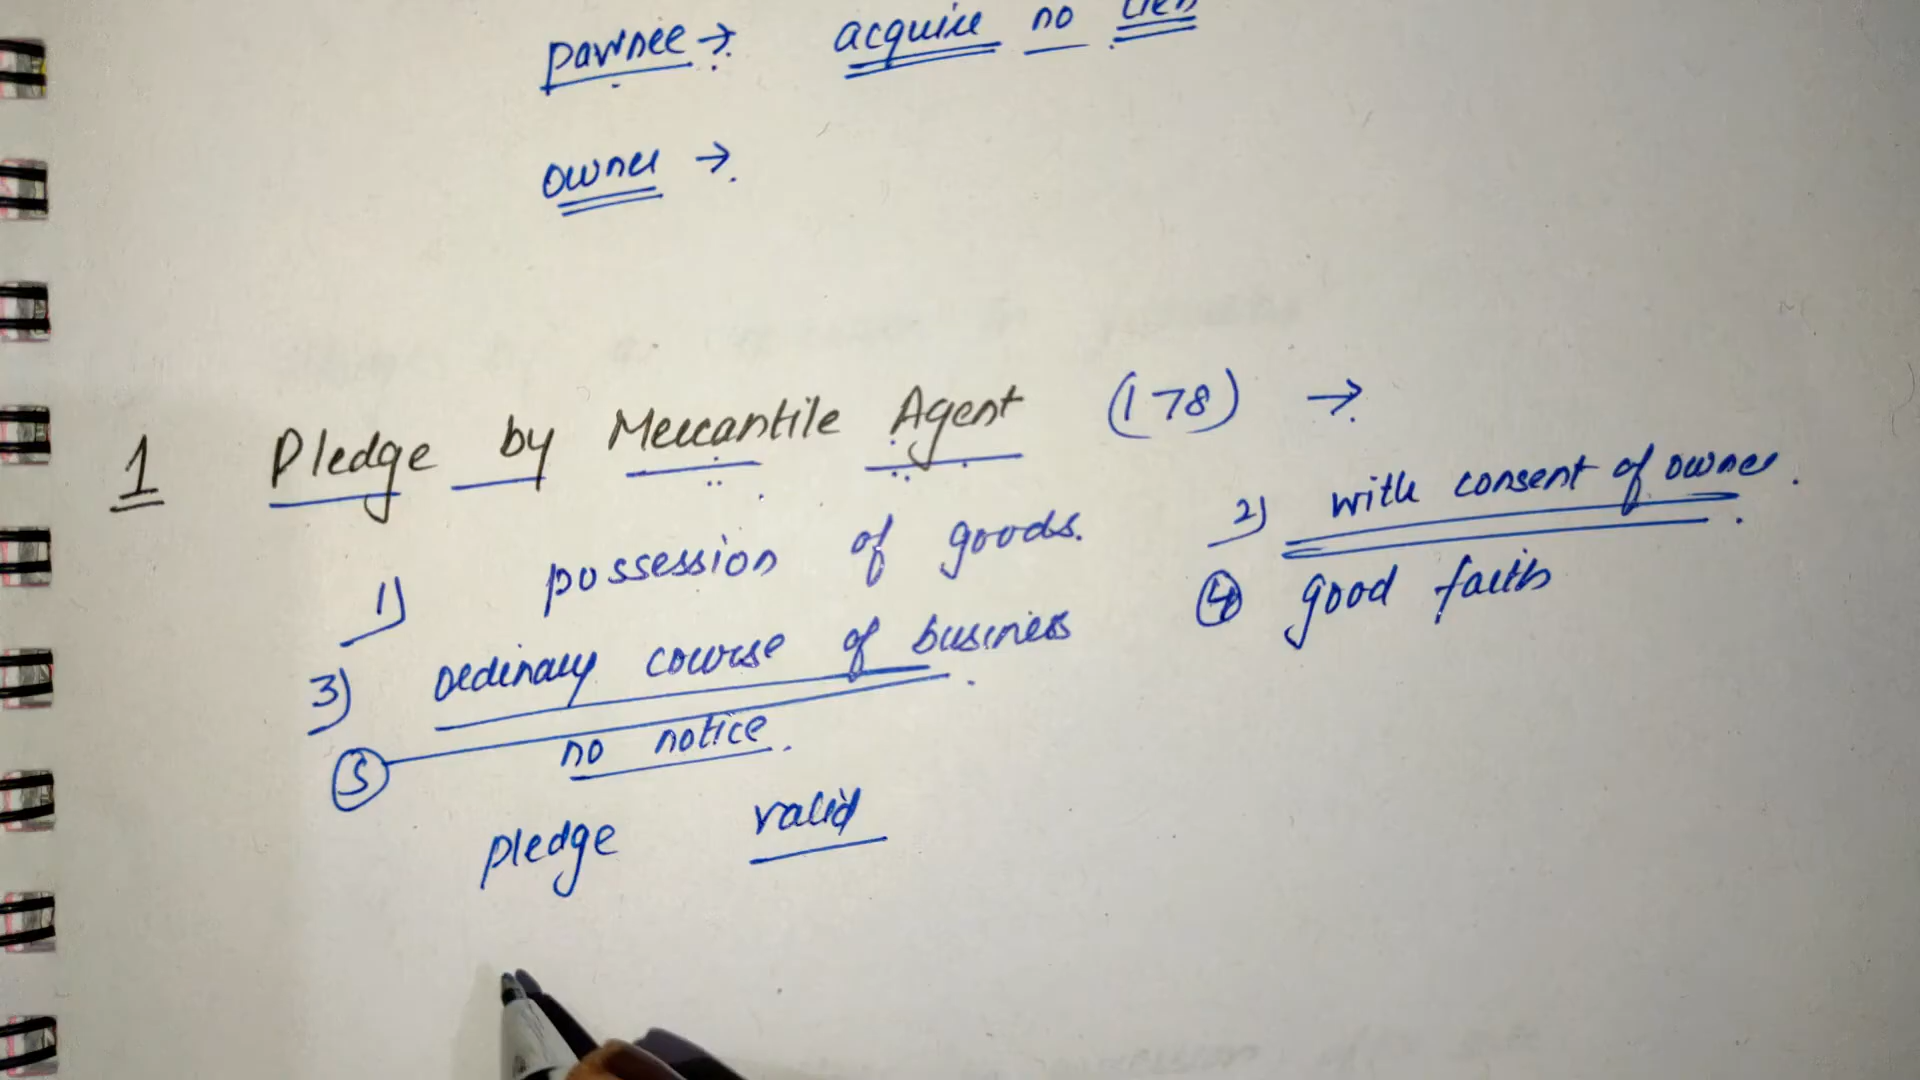 pawnee → acquire no lien
owner →
1 Pledge by Mercantile Agent (178) →
1) possession of goods. 2) with consent of owner.
3) ordinary course of business 4 good faith
5 no notice.
pledge valid